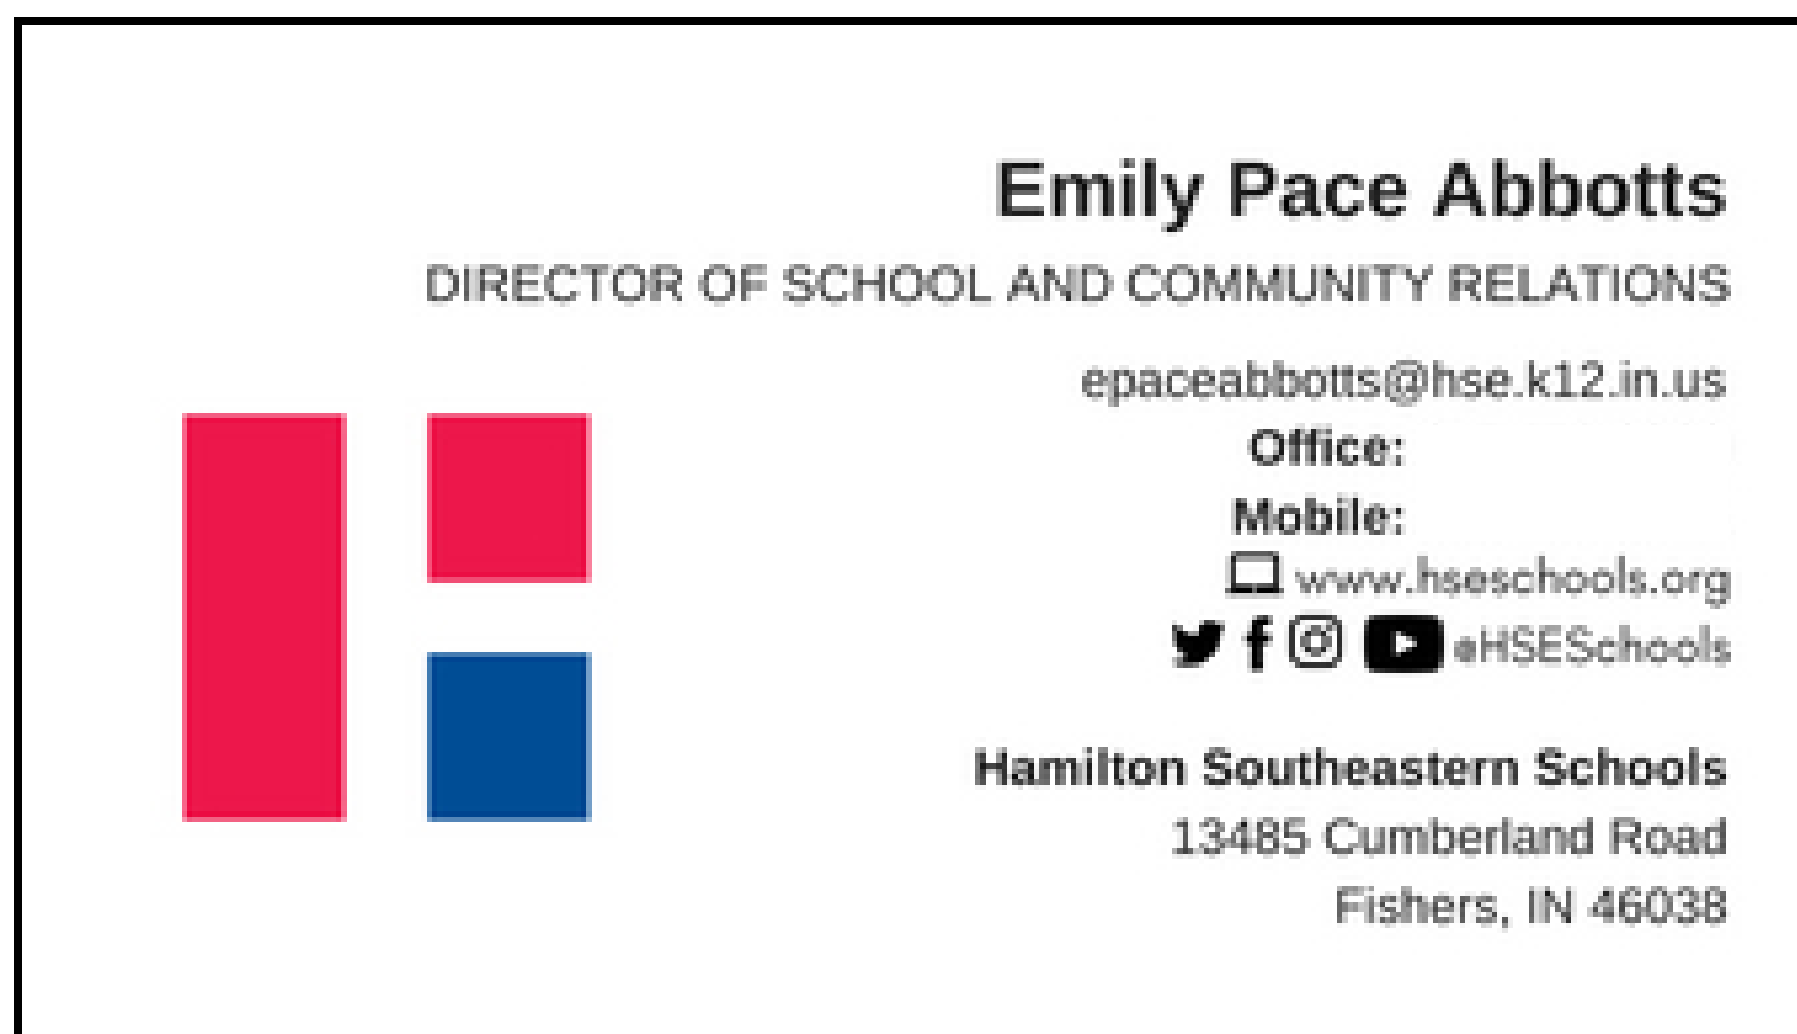 Emily Pace Abbotts
DIRECTOR OF SCHOOL AND COMMUNITY RELATIONS
epaceabbotts@hse.k12.in.us
Office:
Mobile:
www.hseschools.org
@HSESchools
Hamilton Southeastern Schools
13485 Cumberland Road
Fishers, IN 46038